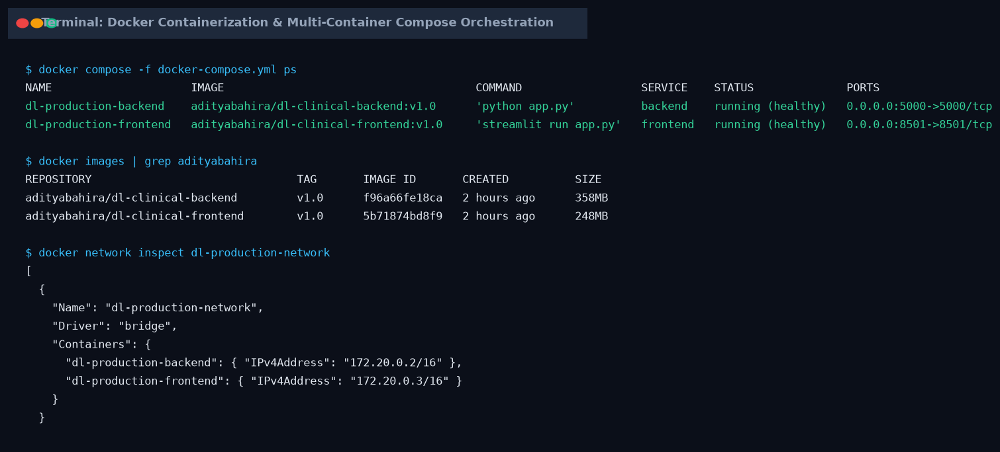 Terminal: Docker Containerization & Multi-Container Compose Orchestration
$ docker compose -f docker-compose.yml ps
NAME                     IMAGE                                      COMMAND                  SERVICE    STATUS              PORTS
dl-production-backend    adityabahira/dl-clinical-backend:v1.0      'python app.py'          backend    running (healthy)   0.0.0.0:5000->5000/tcp
dl-production-frontend   adityabahira/dl-clinical-frontend:v1.0     'streamlit run app.py'   frontend   running (healthy)   0.0.0.0:8501->8501/tcp
$ docker images | grep adityabahira
REPOSITORY                               TAG       IMAGE ID       CREATED          SIZE
adityabahira/dl-clinical-backend         v1.0      f96a66fe18ca   2 hours ago      358MB
adityabahira/dl-clinical-frontend        v1.0      5b71874bd8f9   2 hours ago      248MB
$ docker network inspect dl-production-network
[
  {
    "Name": "dl-production-network",
    "Driver": "bridge",
    "Containers": {
      "dl-production-backend": { "IPv4Address": "172.20.0.2/16" },
      "dl-production-frontend": { "IPv4Address": "172.20.0.3/16" }
    }
  }